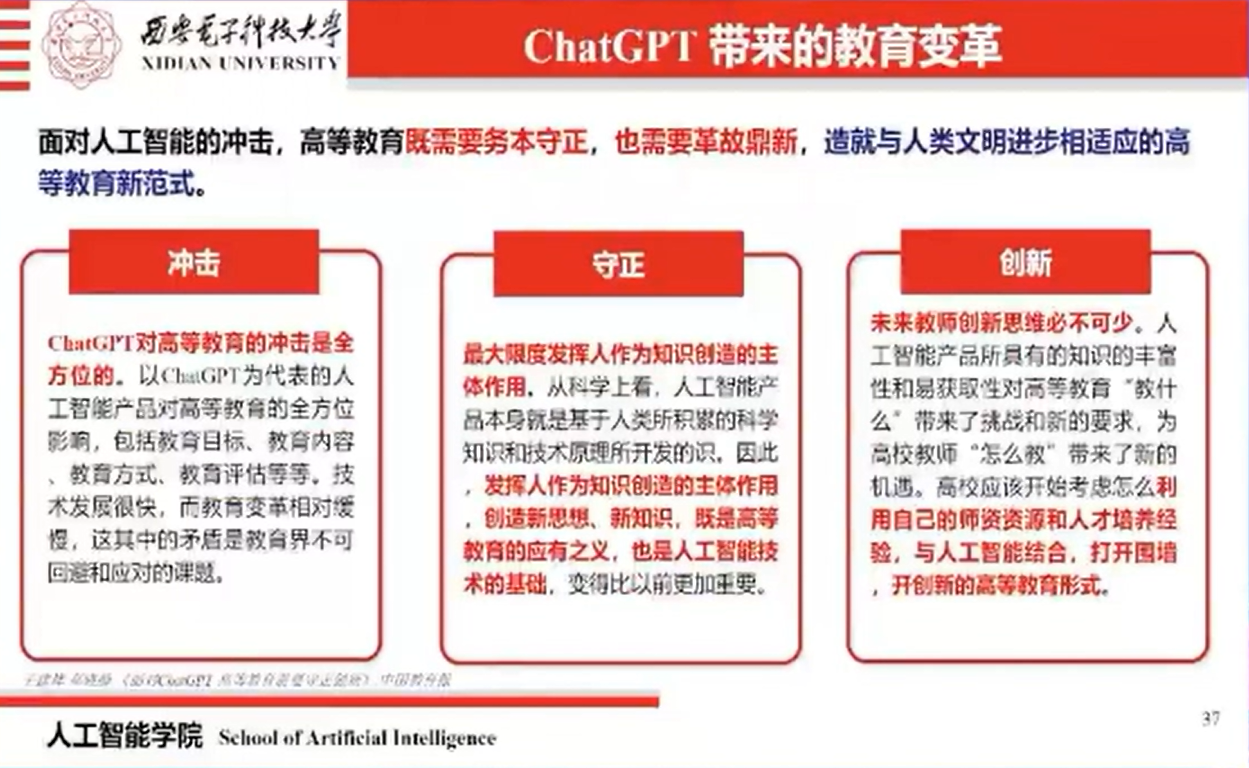 西安电子科技大学
XIDIAN UNIVERSITY
ChatGPT 带来的教育变革
面对人工智能的冲击，高等教育既需要务本守正，也需要革故鼎新，造就与人类文明进步相适应的高
等教育新范式。
冲击
ChatGPT对高等教育的冲击是全
方位的。以ChatGPT为代表的人
工智能产品对高等教育的全方位
影响，包括教育目标、教育内容
、教育方式、教育评估等等。技
术发展很快，而教育变革相对缓
慢，这其中的矛盾是教育界不可
回避和应对的课题。
守正
最大限度发挥人作为知识创造的主
体作用。从科学上看，人工智能产
品本身就是基于人类所积累的科学
知识和技术原理所开发的识。因此
，发挥人作为知识创造的主体作用
，创造新思想、新知识，既是高等
教育的应有之义，也是人工智能技
术的基础，变得比以前更加重要。
创新
未来教师创新思维必不可少。人
工智能产品所具有的知识的丰富
性和易获取性对高等教育“教什
么”带来了挑战和新的要求，为
高校教师“怎么教”带来了新的
机遇。高校应该开始考虑怎么利
用自己的师资资源和人才培养经
验，与人工智能结合，打开围墙
，开创新的高等教育形式。
ChatGPT 高等教育需要守正创新》，中国教育报
人工智能学院 School of Artificial Intelligence
37